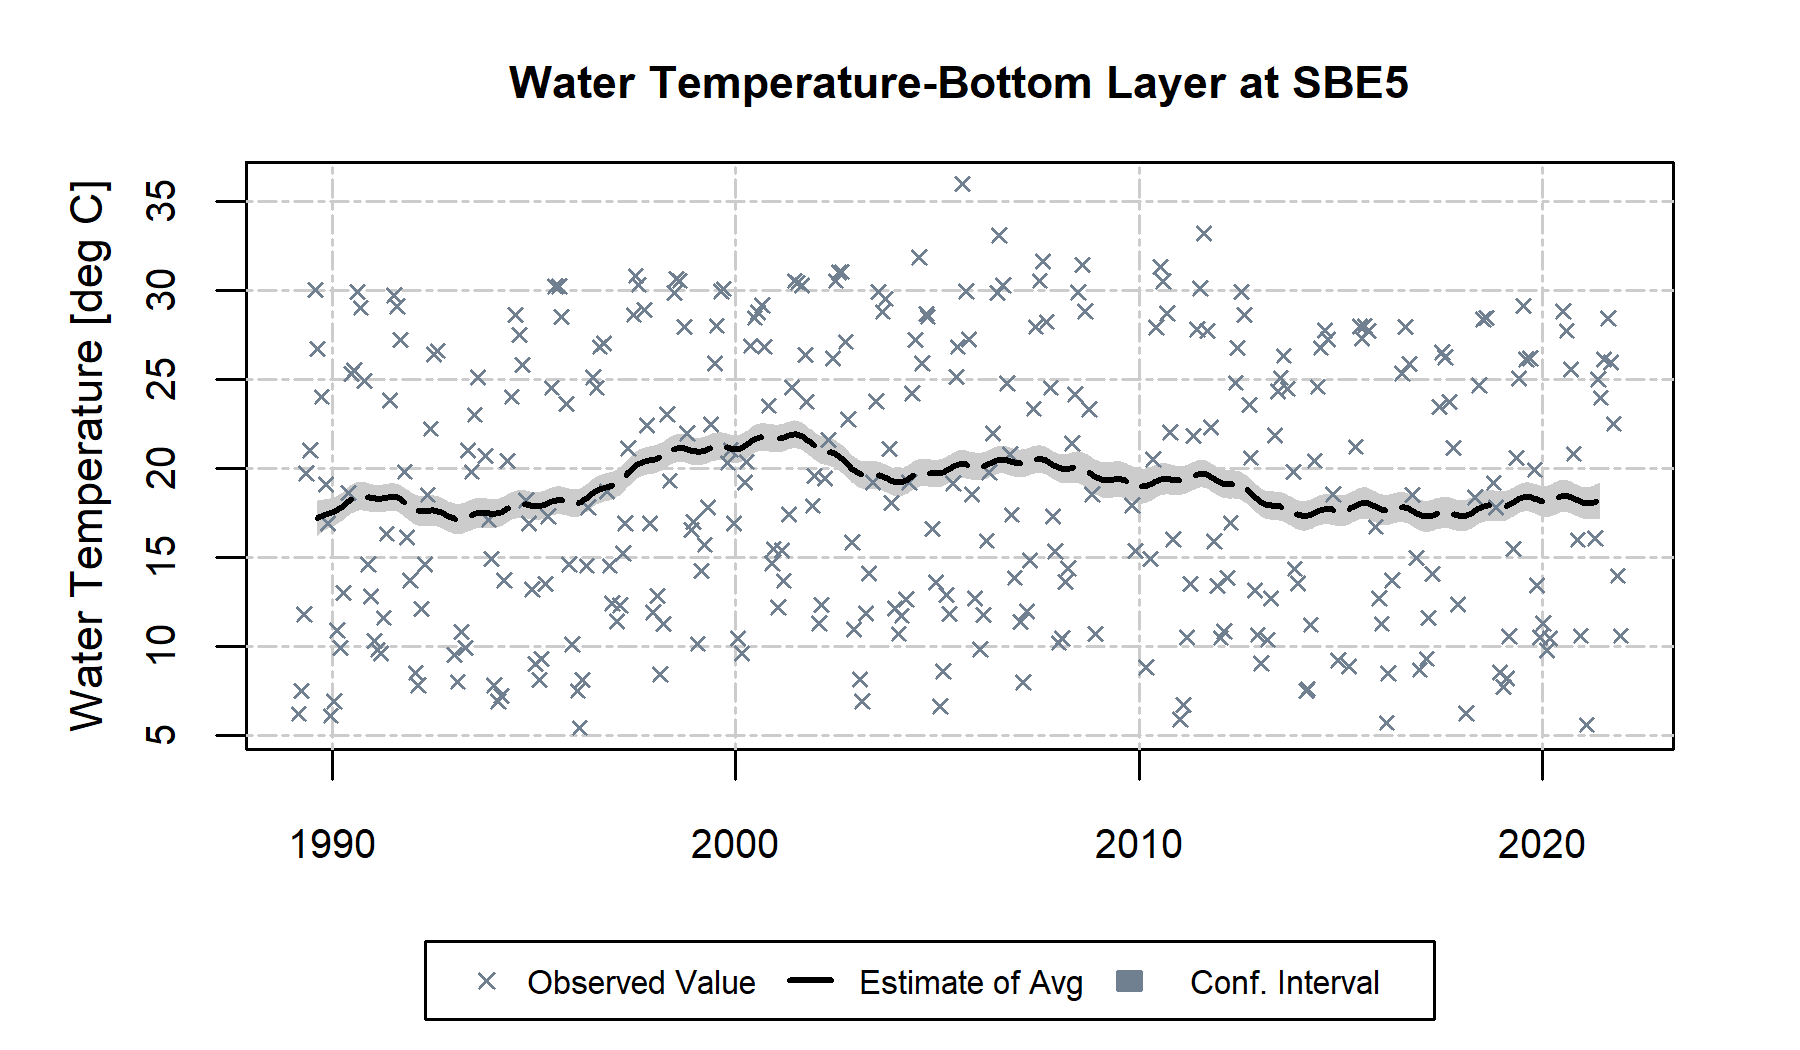 Water Temperature-Bottom Layer at SBE5
Water Temperature [deg C]
35
30
25
20
15
10
5
1990 2000 2010 2020
Observed Value Estimate of Avg Conf. Interval